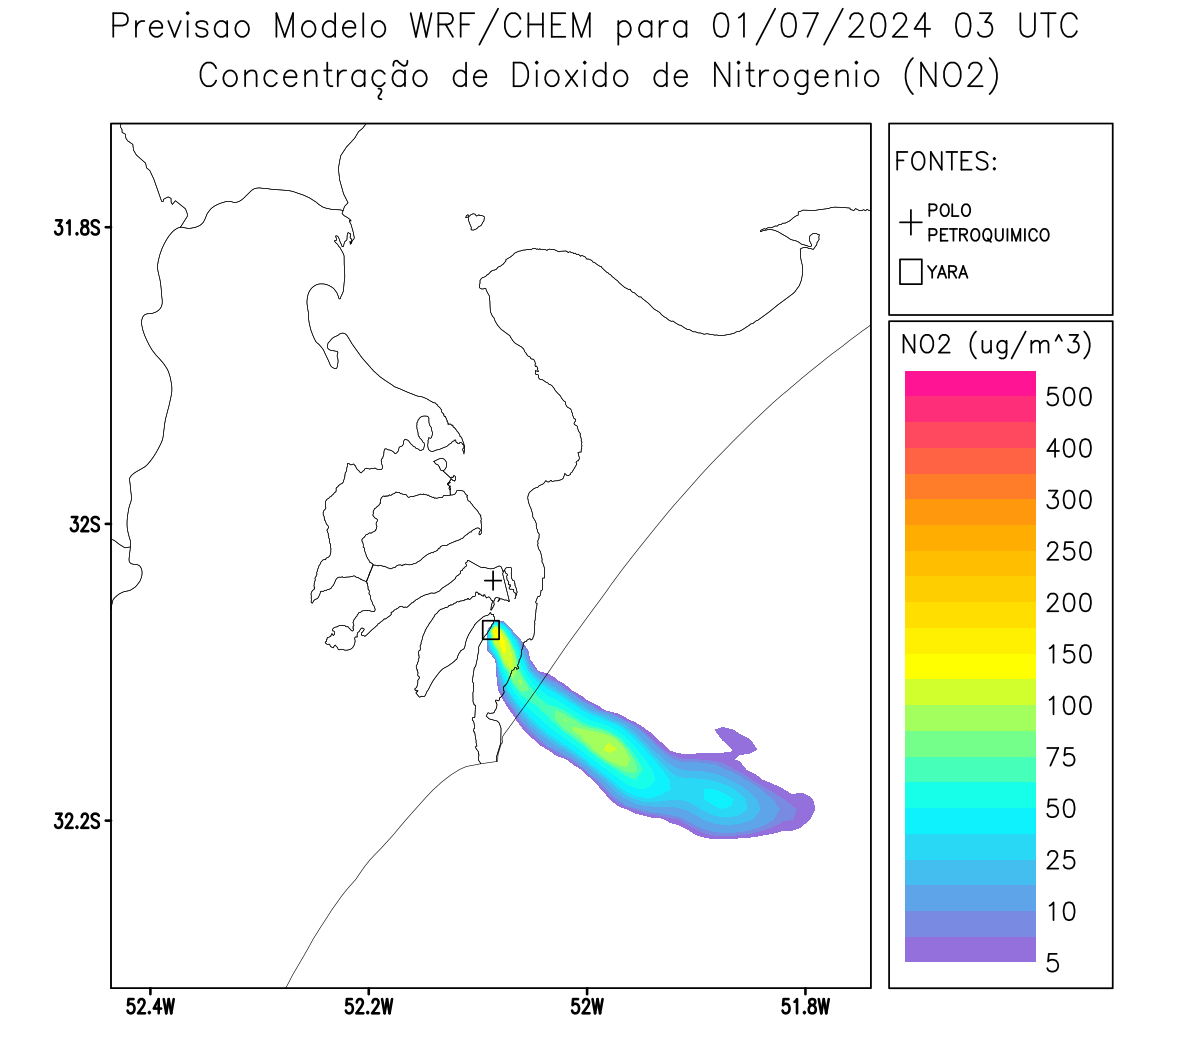 Previsao Modelo WRF/CHEM para 01/07/2024 03 UTC
Concentração de Dioxido de Nitrogenio (NO2)
FONTES:
POLO
PETROQUIMICO
YARA
NO2 (ug/m^3)
500
400
300
250
200
150
100
75
50
25
10
5
31.8S
32S
32.2S
52.4W
52.2W
52W
51.8W